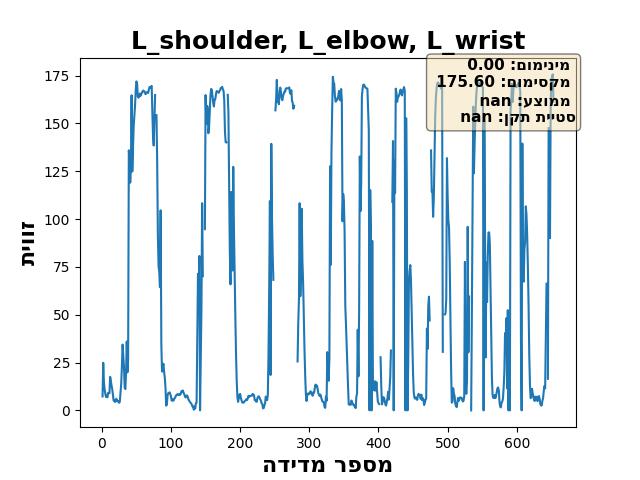 L_shoulder, L_elbow, L_wrist
מינימום: 0.00
מקסימום: 175.60
ממוצע: nan
סטיית תקן: nan
זווית
175
150
125
100
75
50
25
0
0 100 200 300 400 500 600
מספר מדידה